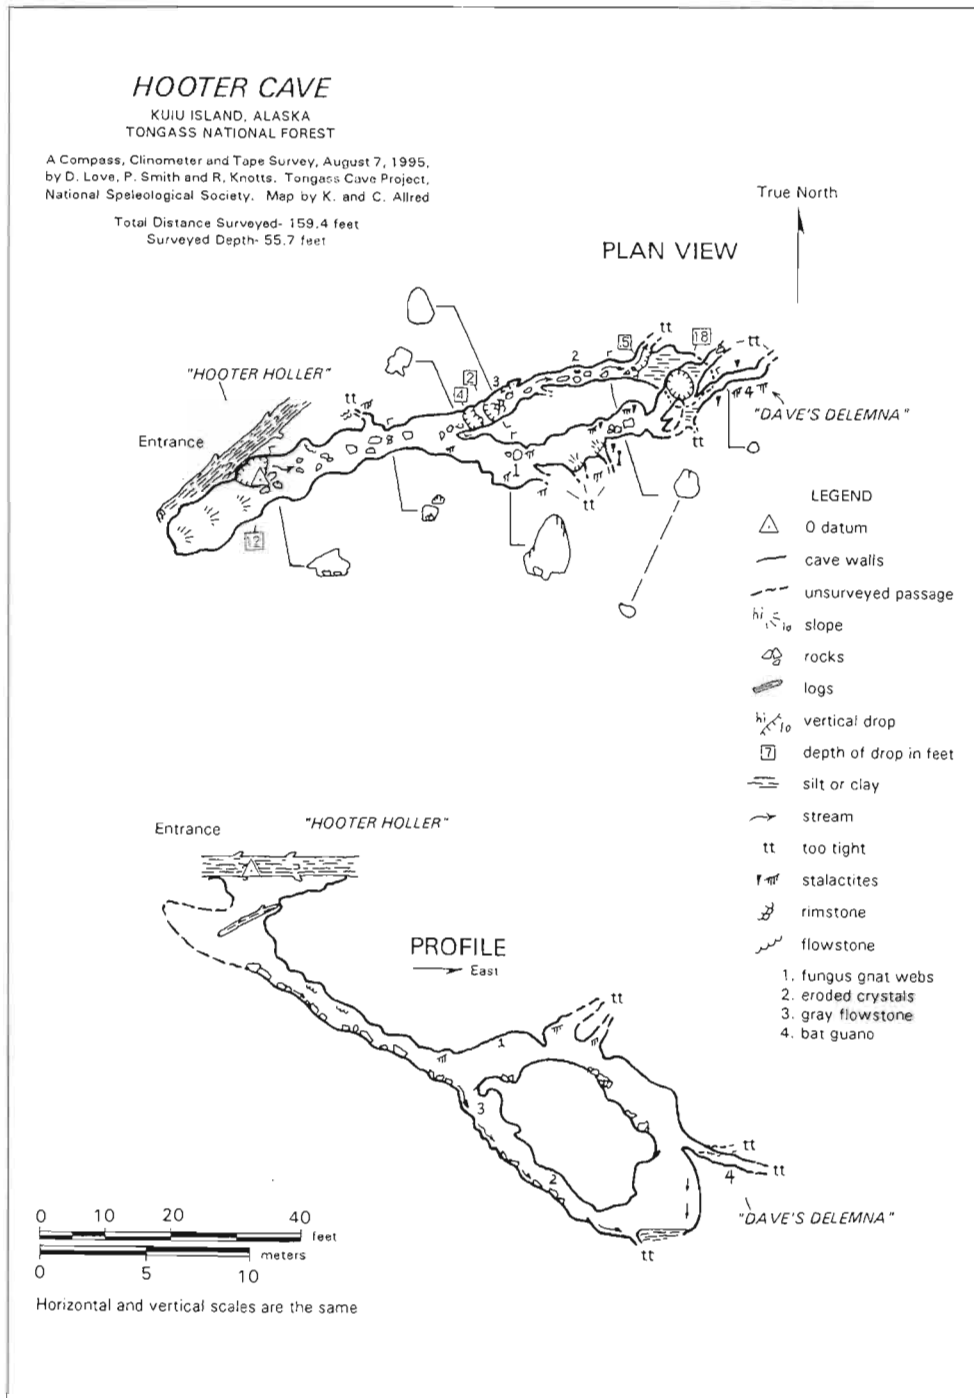 HOOTER CAVE
KUIU ISLAND, ALASKA
TONGASS NATIONAL FOREST
A Compass, Clinometer and Tape Survey, August 7, 1995,
by D. Love, P. Smith and R. Knotts. Tongass Cave Project,
National Speleological Society. Map by K. and C. Allred
Total Distance Surveyed- 159.4 feet
Surveyed Depth- 55.7 feet
True North
PLAN VIEW
tt
5
18
tt
2
3
2
4
"HOOTER HOLLER"
tt
4
"DAVE'S DELEMNA"
Entrance
tt
1
tt
12
LEGEND
0 datum
cave walls
unsurveyed passage
hi lo slope
rocks
logs
hi lo vertical drop
7 depth of drop in feet
silt or clay
stream
tt too tight
stalactites
rimstone
flowstone
1. fungus gnat webs
2. eroded crystals
3. gray flowstone
4. bat guano
Entrance
"HOOTER HOLLER"
PROFILE
East
tt
1
3
2
tt
tt
4
"DAVE'S DELEMNA"
tt
0 10 20 40
feet
meters
0 5 10
Horizontal and vertical scales are the same